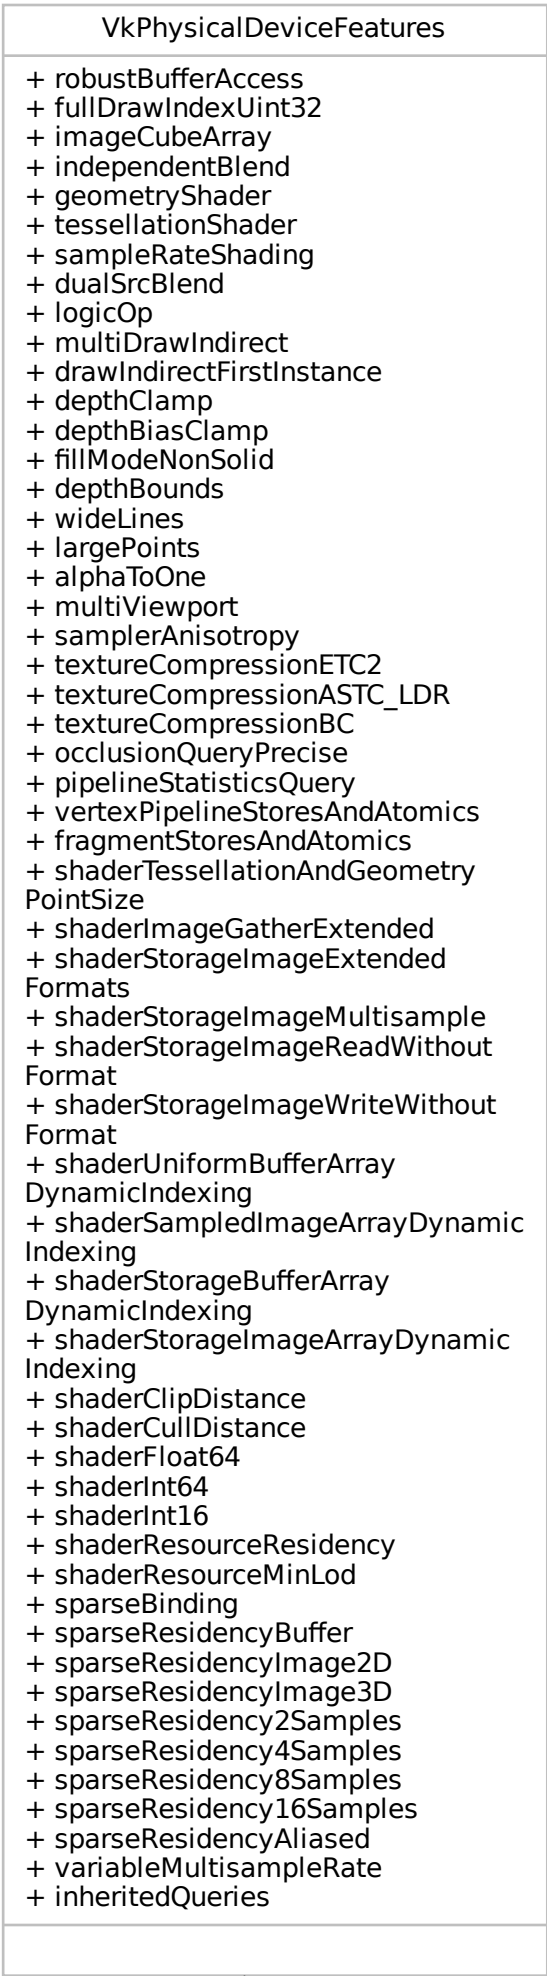 VkPhysicalDeviceFeatures
+ robustBufferAccess
+ fullDrawIndexUint32
+ imageCubeArray
+ independentBlend
+ geometryShader
+ tessellationShader
+ sampleRateShading
+ dualSrcBlend
+ logicOp
+ multiDrawIndirect
+ drawIndirectFirstInstance
+ depthClamp
+ depthBiasClamp
+ fillModeNonSolid
+ depthBounds
+ wideLines
+ largePoints
+ alphaToOne
+ multiViewport
+ samplerAnisotropy
+ textureCompressionETC2
+ textureCompressionASTC_LDR
+ textureCompressionBC
+ occlusionQueryPrecise
+ pipelineStatisticsQuery
+ vertexPipelineStoresAndAtomics
+ fragmentStoresAndAtomics
+ shaderTessellationAndGeometry
PointSize
+ shaderImageGatherExtended
+ shaderStorageImageExtended
Formats
+ shaderStorageImageMultisample
+ shaderStorageImageReadWithout
Format
+ shaderStorageImageWriteWithout
Format
+ shaderUniformBufferArray
DynamicIndexing
+ shaderSampledImageArrayDynamic
Indexing
+ shaderStorageBufferArray
DynamicIndexing
+ shaderStorageImageArrayDynamic
Indexing
+ shaderClipDistance
+ shaderCullDistance
+ shaderFloat64
+ shaderInt64
+ shaderInt16
+ shaderResourceResidency
+ shaderResourceMinLod
+ sparseBinding
+ sparseResidencyBuffer
+ sparseResidencyImage2D
+ sparseResidencyImage3D
+ sparseResidency2Samples
+ sparseResidency4Samples
+ sparseResidency8Samples
+ sparseResidency16Samples
+ sparseResidencyAliased
+ variableMultisampleRate
+ inheritedQueries